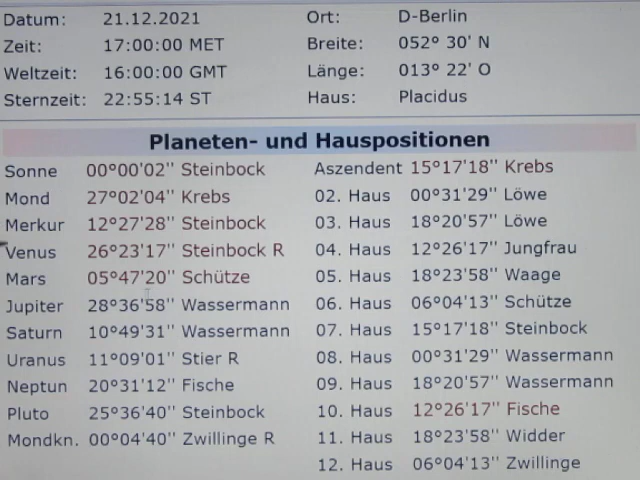 Datum: 21.12.2021 Ort: D-Berlin
Zeit: 17:00:00 MET Breite: 052° 30' N
Weltzeit: 16:00:00 GMT Länge: 013° 22' O
Sternzeit: 22:55:14 ST Haus: Placidus
Planeten- und Hauspositionen
Sonne 00°00'02" Steinbock Aszendent 15°17'18" Krebs
Mond 27°02'04" Krebs 02. Haus 00°31'29" Löwe
Merkur 12°27'28" Steinbock 03. Haus 18°20'57" Löwe
Venus 26°23'17" Steinbock R 04. Haus 12°26'17" Jungfrau
Mars 05°47'20" Schütze 05. Haus 18°23'58" Waage
Jupiter 28°36'58" Wassermann 06. Haus 06°04'13" Schütze
Saturn 10°49'31" Wassermann 07. Haus 15°17'18" Steinbock
Uranus 11°09'01" Stier R 08. Haus 00°31'29" Wassermann
Neptun 20°31'12" Fische 09. Haus 18°20'57" Wassermann
Pluto 25°36'40" Steinbock 10. Haus 12°26'17" Fische
Mondkn. 00°04'40" Zwillinge R 11. Haus 18°23'58" Widder
12. Haus 06°04'13" Zwillinge